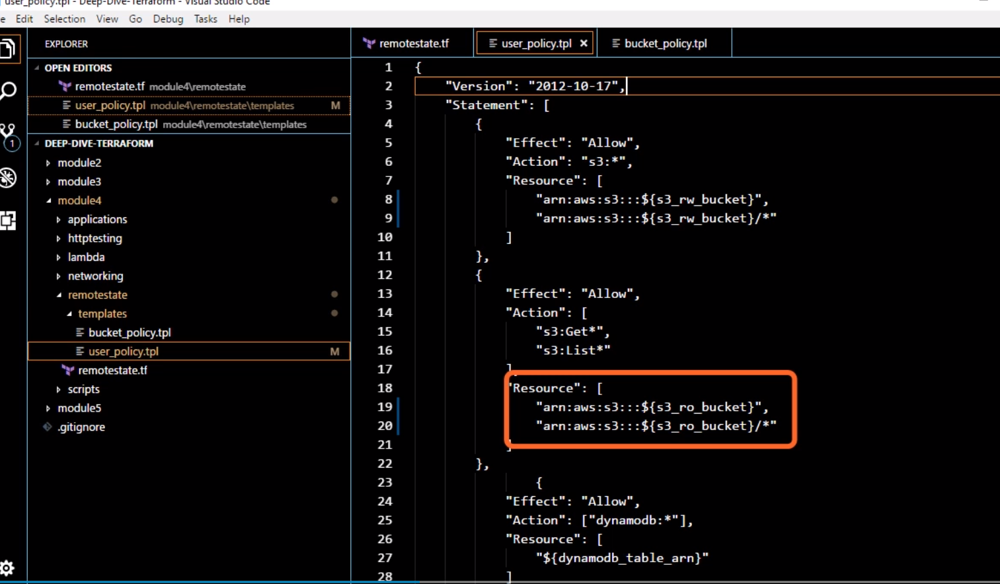 user_policy.tpl - Deep-Dive-Terraform - Visual Studio Code
Edit Selection View Go Debug Tasks Help
EXPLORER
OPEN EDITORS
remotestate.tf module4\remotestate
user_policy.tpl module4\remotestate\templates M
bucket_policy.tpl module4\remotestate\templates
1
DEEP-DIVE-TERRAFORM
module2
module3
module4
applications
httptesting
lambda
networking
remotestate
templates
bucket_policy.tpl
user_policy.tpl M
remotestate.tf
scripts
module5
.gitignore
remotestate.tf user_policy.tpl × bucket_policy.tpl
1 {
2 "Version": "2012-10-17",
3 "Statement": [
4 {
5 "Effect": "Allow",
6 "Action": "s3:*",
7 "Resource": [
8 "arn:aws:s3:::${s3_rw_bucket}",
9 "arn:aws:s3:::${s3_rw_bucket}/*"
10 ]
11 },
12 {
13 "Effect": "Allow",
14 "Action": [
15 "s3:Get*",
16 "s3:List*"
17 ],
18 "Resource": [
19 "arn:aws:s3:::${s3_ro_bucket}",
20 "arn:aws:s3:::${s3_ro_bucket}/*"
21 ]
22 },
23 {
24 "Effect": "Allow",
25 "Action": ["dynamodb:*"],
26 "Resource": [
27 "${dynamodb_table_arn}"
28 ]